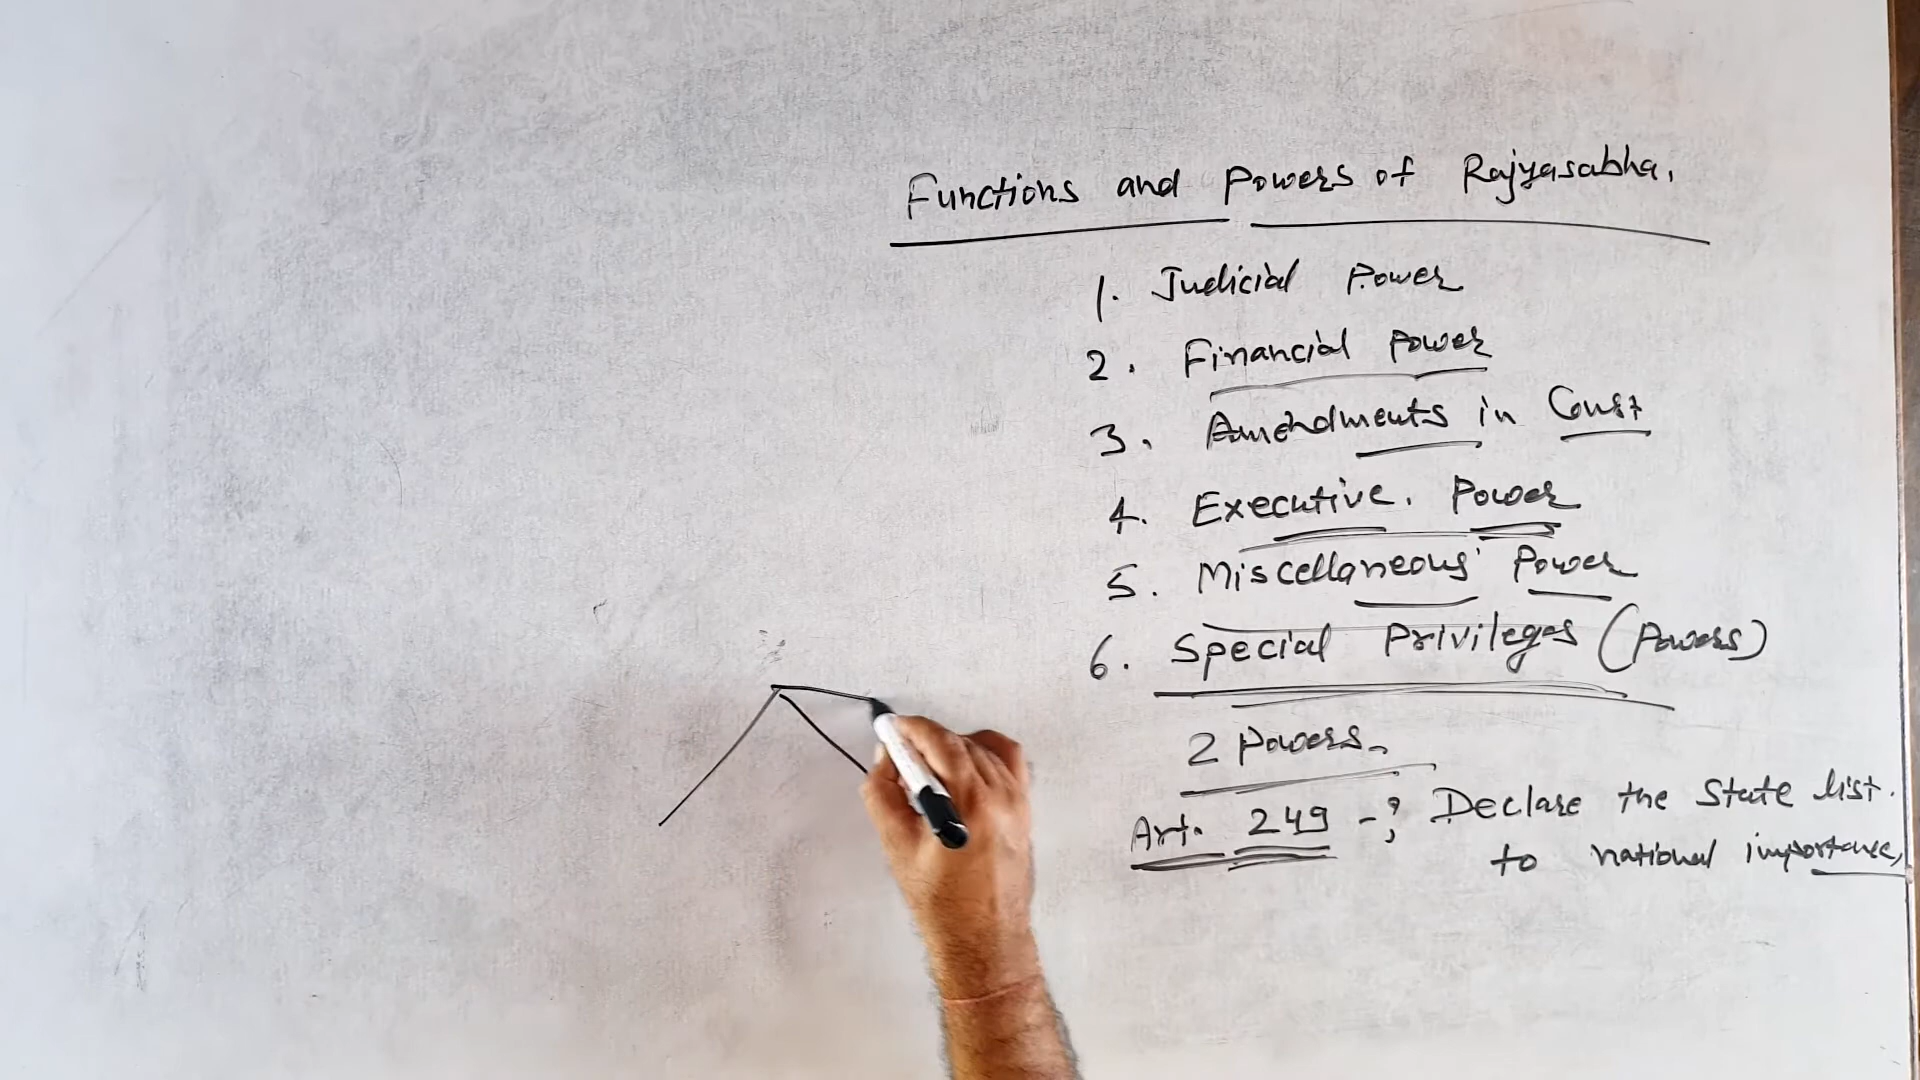 Functions and Powers of Rajyasabha.
1. Judicial Power
2. Financial Power
3. Amendments in Const
4. Executive. Power
5. Miscellaneous Power
6. Special Privileges (Powers)
2 Powers.
Art. 249 -; Declare the State list.
to national importance,